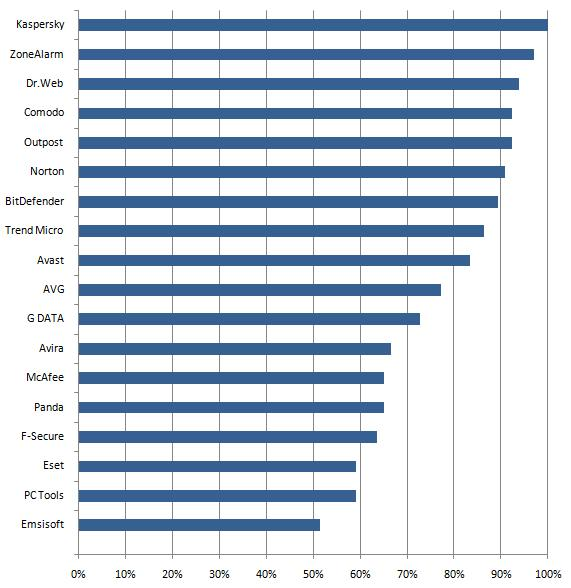 Kaspersky
ZoneAlarm
Dr.Web
Comodo
Outpost
Norton
BitDefender
Trend Micro
Avast
AVG
G DATA
Avira
McAfee
Panda
F-Secure
Eset
PC Tools
Emsisoft
0% 10% 20% 30% 40% 50% 60% 70% 80% 90% 100%